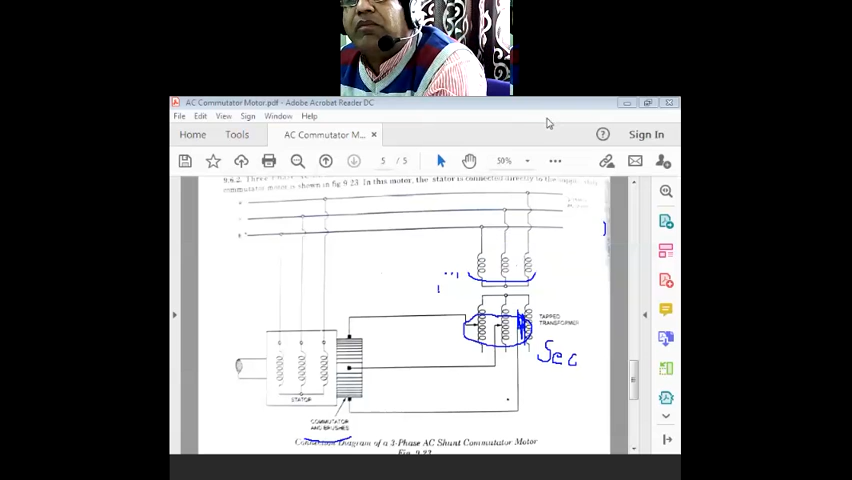 AC Commutator Motor.pdf - Adobe Acrobat Reader DC
File Edit View Sign Window Help
Home Tools AC Commutator M... × ? Sign In
5 / 5 50%
9.6.2.
commutator motor is shown in fig 9.23. In this motor, the stator is connected directly to the
TAPPED
TRANSFORMER
Sec
STATOR
COMMUTATOR
AND BRUSHES
Connection Diagram of a 3-Phase AC Shunt Commutator Motor
Fig. 9.23